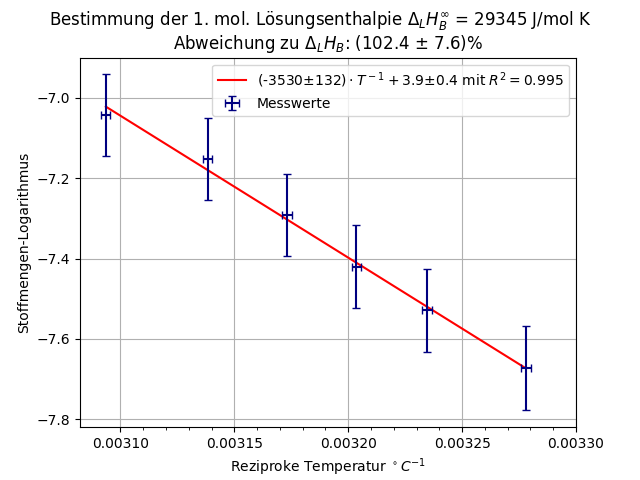 Bestimmung der 1. mol. Lösungsenthalpie Δ_LH_B^∞ = 29345 J/mol K
Abweichung zu Δ_LH_B: (102.4 ± 7.6)%
(-3530±132) · T^−1 + 3.9±0.4 mit R^2 = 0.995
Messwerte
Stoffmengen-Logarithmus
−7.0
−7.2
−7.4
−7.6
−7.8
0.00310
0.00315
0.00320
0.00325
0.00330
Reziproke Temperatur °C^−1